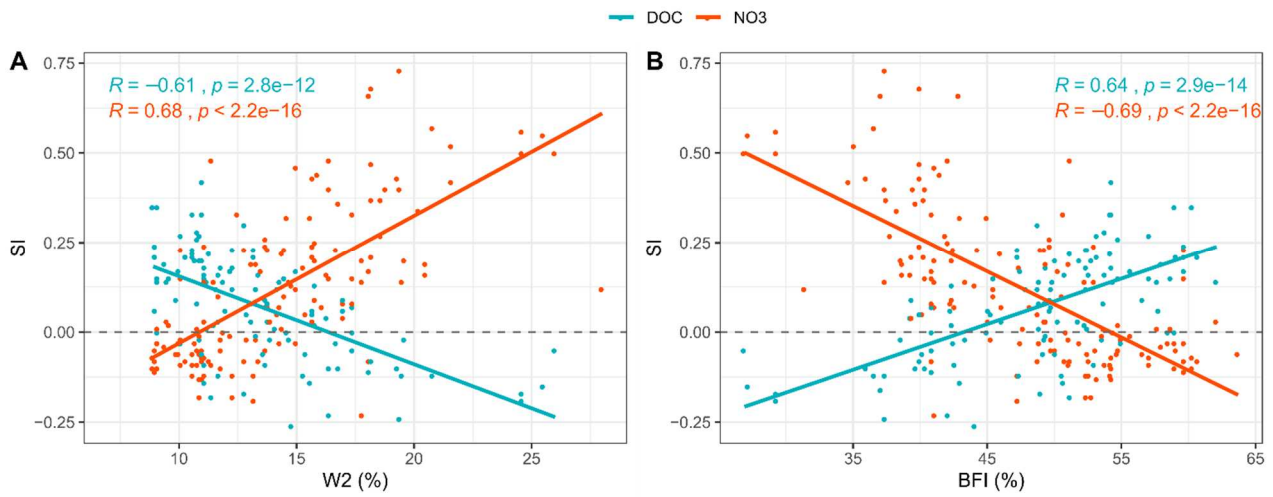 DOC NO3
A
R = −0.61 , p = 2.8e−12
R = 0.68 , p < 2.2e−16
SI
0.75
0.50
0.25
0.00
−0.25
10 15 20 25
W2 (%)
B
R = 0.64 , p = 2.9e−14
R = −0.69 , p < 2.2e−16
SI
0.75
0.50
0.25
0.00
−0.25
35 45 55 65
BFI (%)